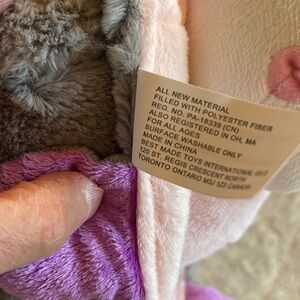 ALL NEW MATERIAL
FILLED WITH POLYESTER FIBER
REG. NO. PA-18339 (CN)
ALSO REGISTERED IN OH, MA
FOR ALL AGES
SURFACE WASHABLE ONLY
MADE IN CHINA
BEST MADE TOYS INTERNATIONAL
120 ST. REGIS CRESCENT NORTH
TORONTO ONTARIO M3J 1Z3 CANADA